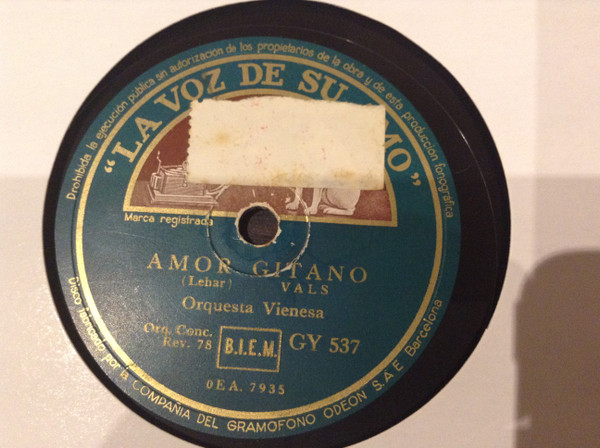 Prohibida la ejecución pública sin autorización de los propietarios de la obra y de esta producción fonográfica
"LA VOZ DE SU MO"
Marca registrada
AMOR GITANO
(Lehar) VALS
Orquesta Vienesa
Orq. Conc.
Rev. 78
B.I.E.M.
GY 537
0EA. 7935
Disco fabricado por la COMPAÑIA DEL GRAMOFONO ODEON S.A.E Barcelona